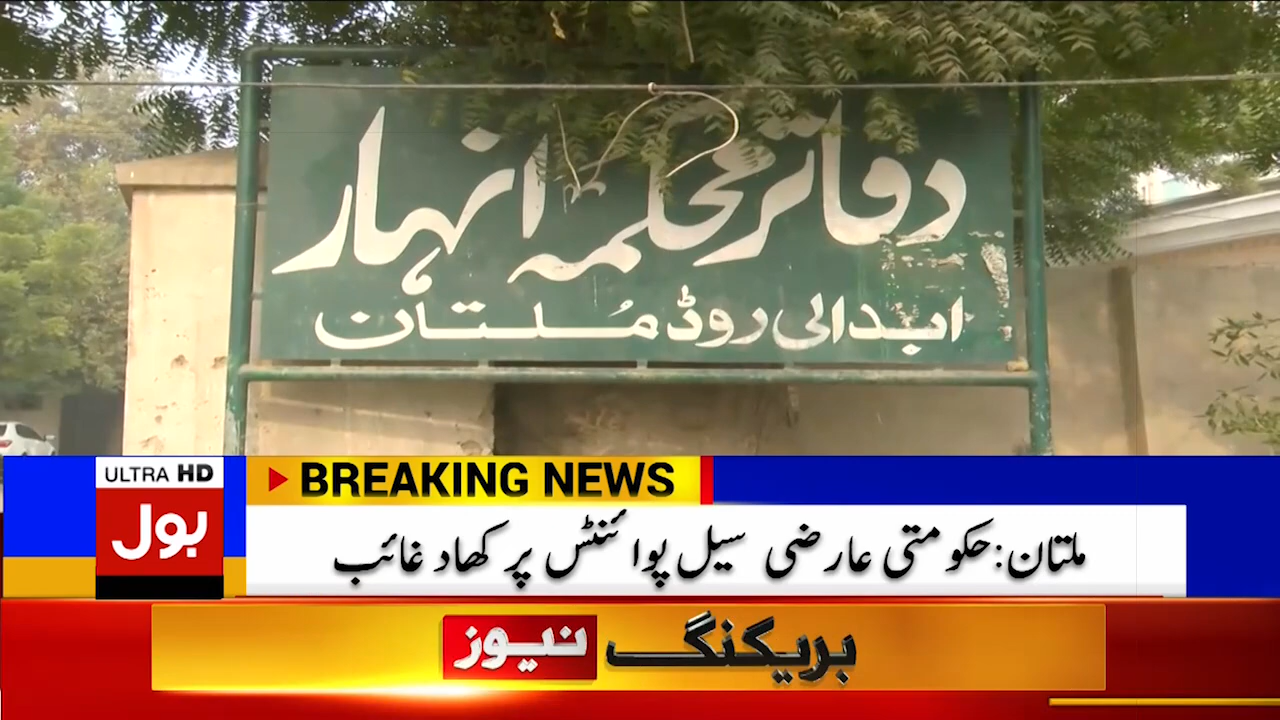 دفاتر محکمہ انہار
ابدالی روڈ مُلتان
ULTRA HD
بول
BREAKING NEWS
ملتان:حکومتی عارضی سیل پوائنٹس پر کھاد غائب
بریکنگ نیوز